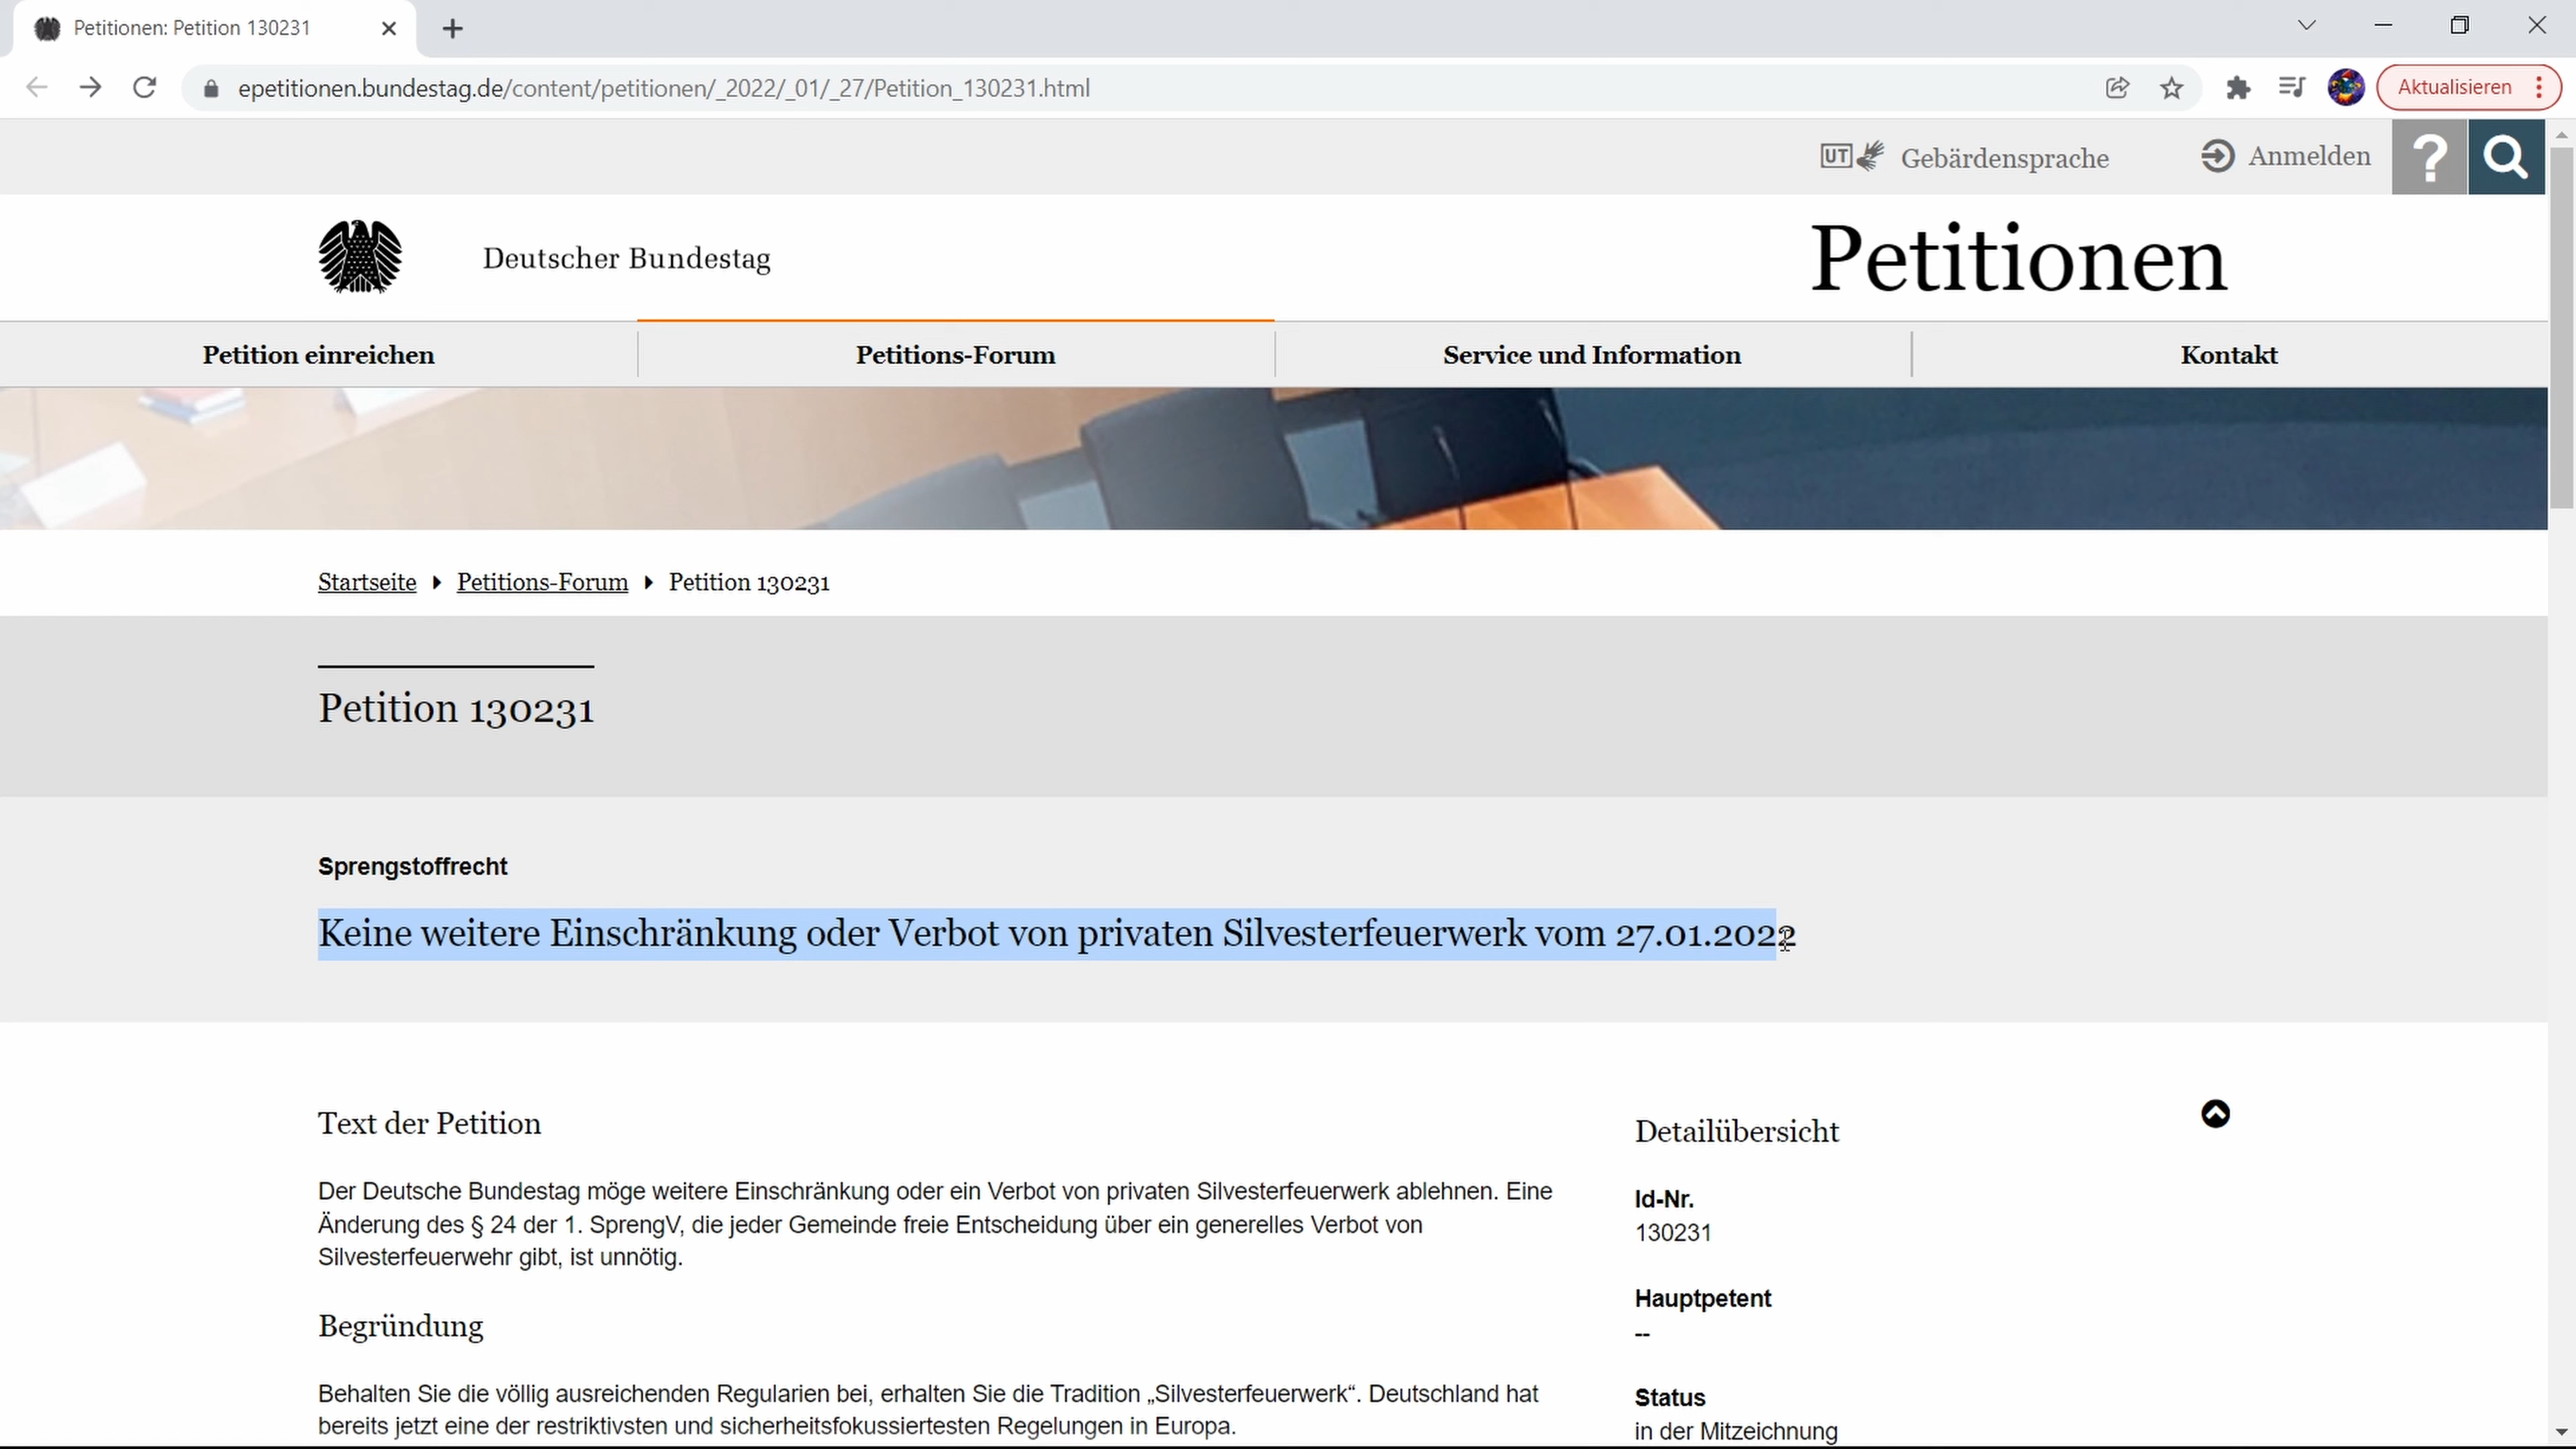 Petitionen: Petition 130231
epetitionen.bundestag.de/content/petitionen/_2022/_01/_27/Petition_130231.html
Aktualisieren
UT Gebärdensprache
Anmelden
?
Deutscher Bundestag
Petitionen
Petition einreichen
Petitions-Forum
Service und Information
Kontakt
Startseite Petitions-Forum Petition 130231
Petition 130231
Sprengstoffrecht
Keine weitere Einschränkung oder Verbot von privaten Silvesterfeuerwerk vom 27.01.2022
Text der Petition
Der Deutsche Bundestag möge weitere Einschränkung oder ein Verbot von privaten Silvesterfeuerwerk ablehnen. Eine
Änderung des § 24 der 1. SprengV, die jeder Gemeinde freie Entscheidung über ein generelles Verbot von
Silvesterfeuerwehr gibt, ist unnötig.
Begründung
Behalten Sie die völlig ausreichenden Regularien bei, erhalten Sie die Tradition „Silvesterfeuerwerk“. Deutschland hat
bereits jetzt eine der restriktivsten und sicherheitsfokussiertesten Regelungen in Europa.
Detailübersicht
Id-Nr.
130231
Hauptpetent
--
Status
in der Mitzeichnung